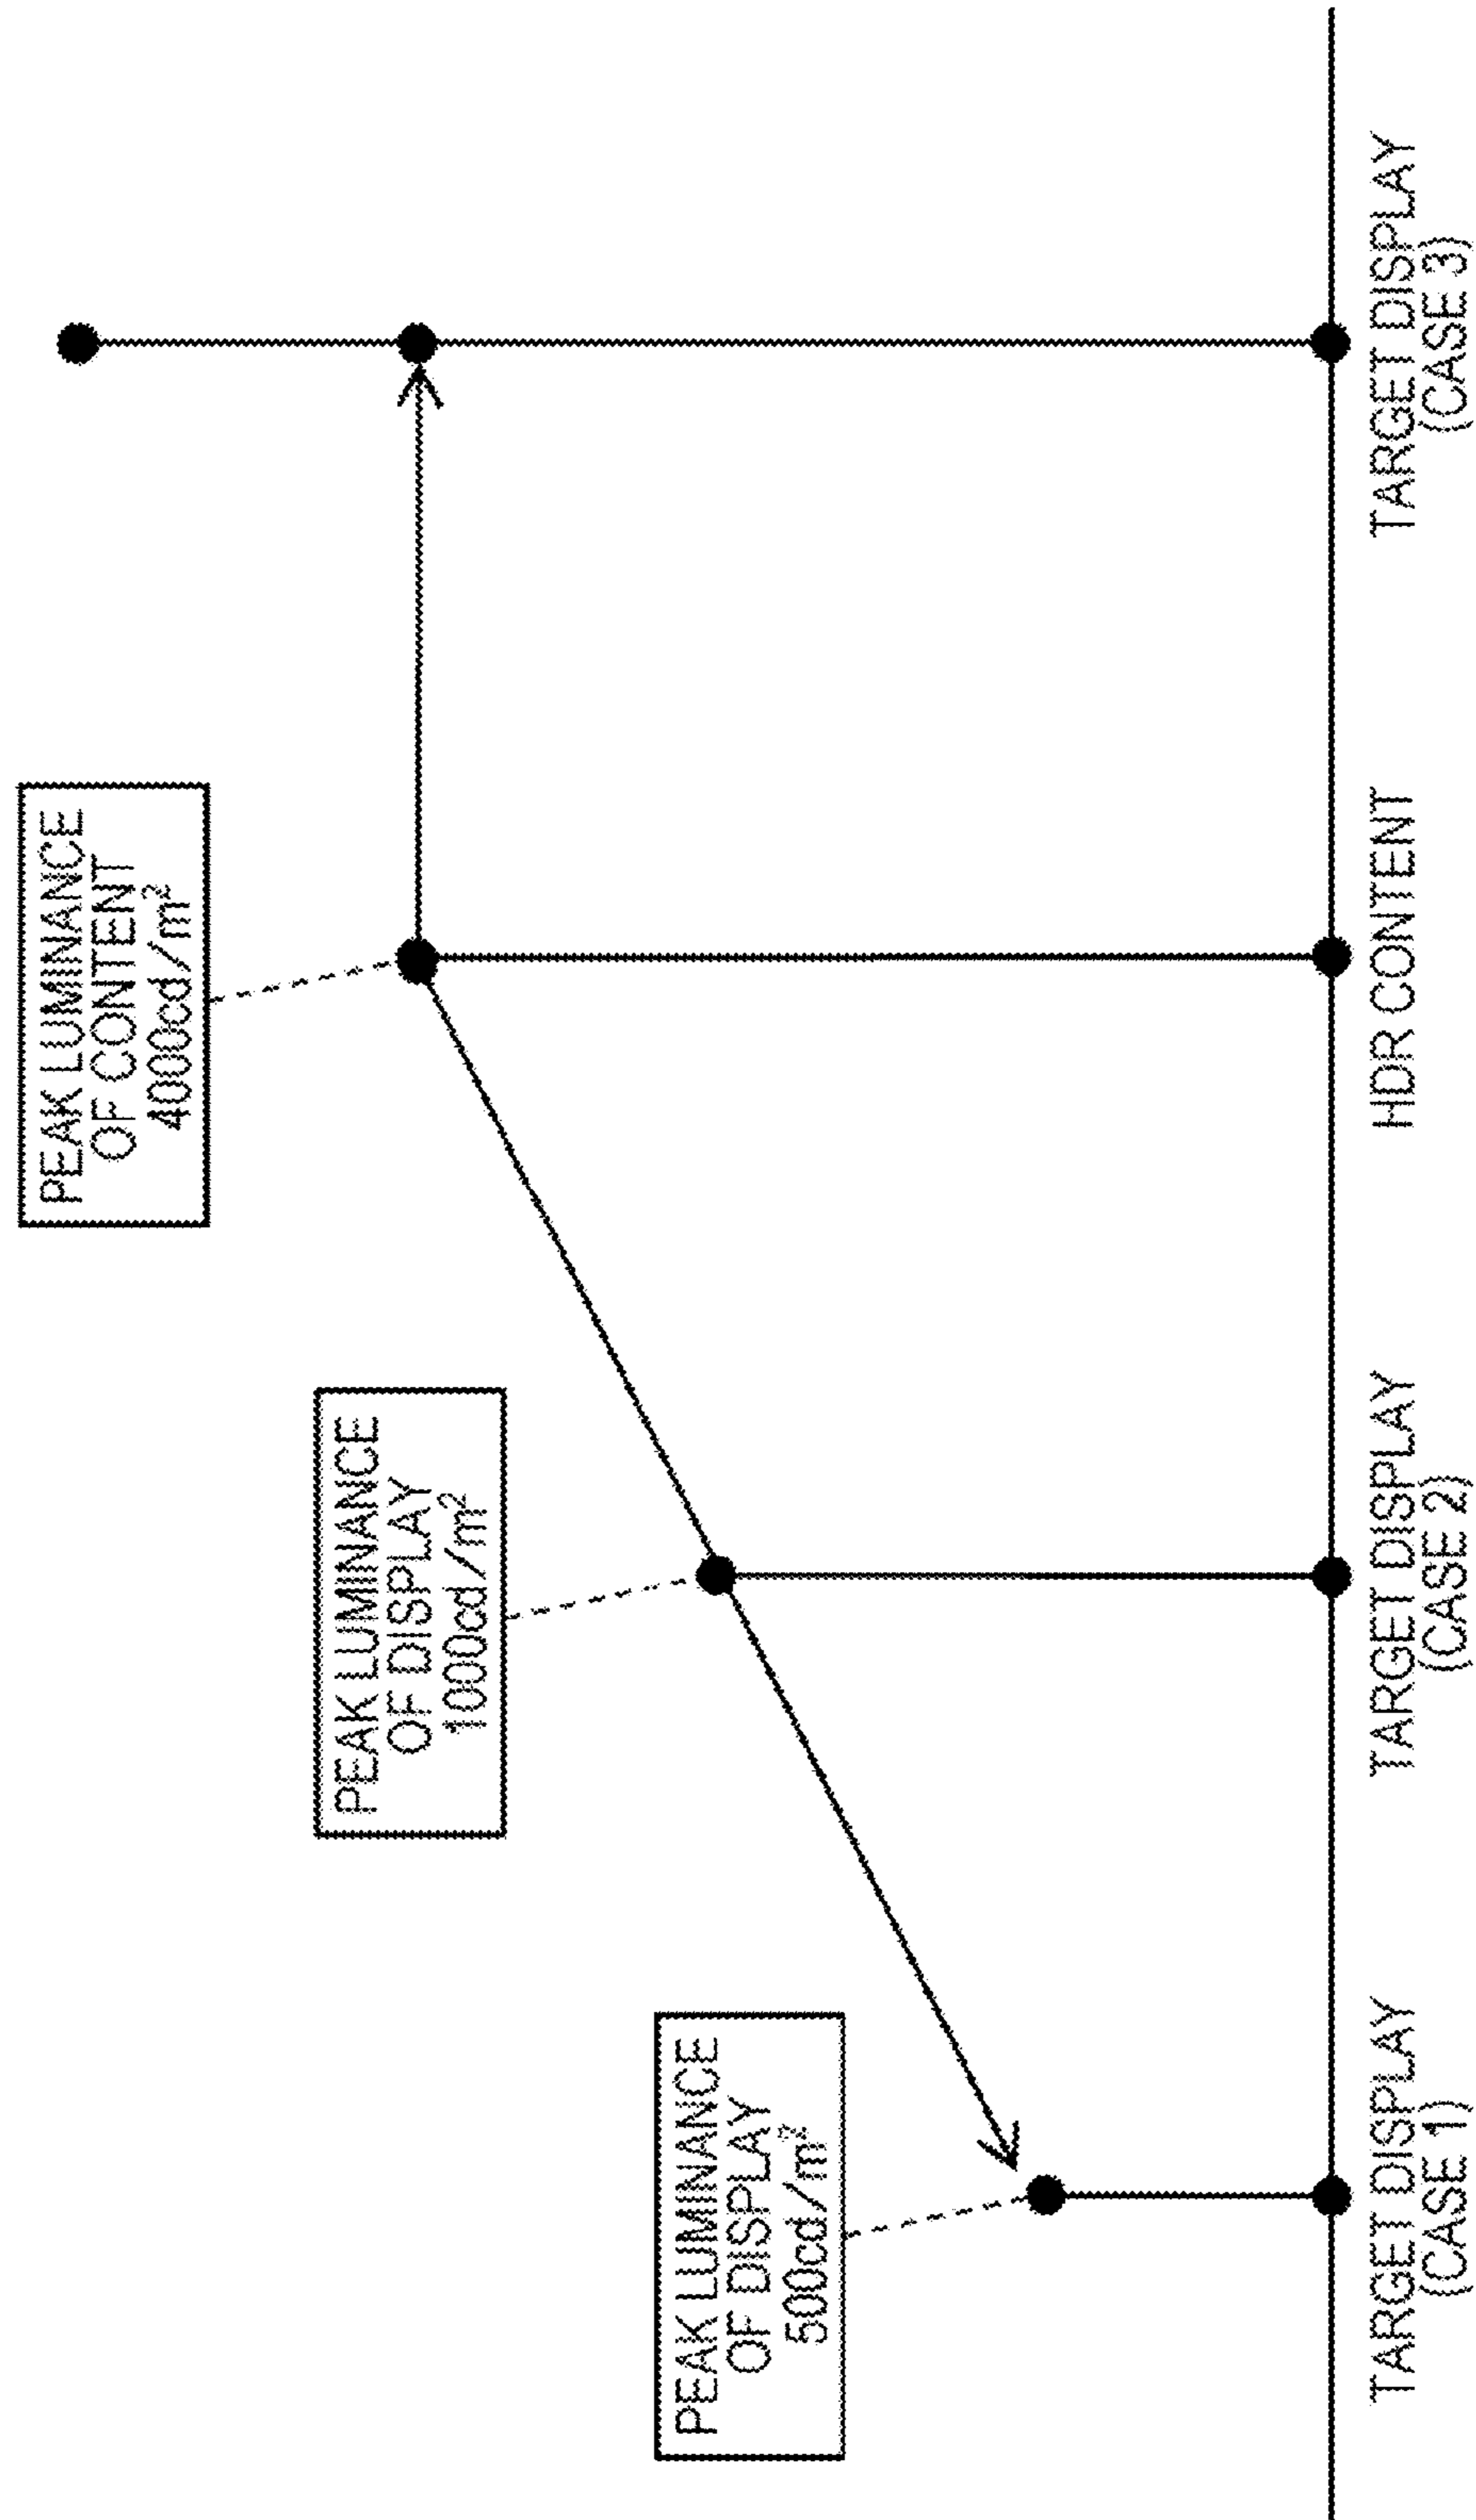 PEAK LUMINANCE
OF CONTENT
4000cd/m²
PEAK LUMINANCE
OF DISPLAY
1000cd/m²
PEAK LUMINANCE
OF DISPLAY
500cd/m²
TARGET DISPLAY
(CASE 1)
TARGET DISPLAY
(CASE 2)
HDR CONTENT
TARGET DISPLAY
(CASE 3)